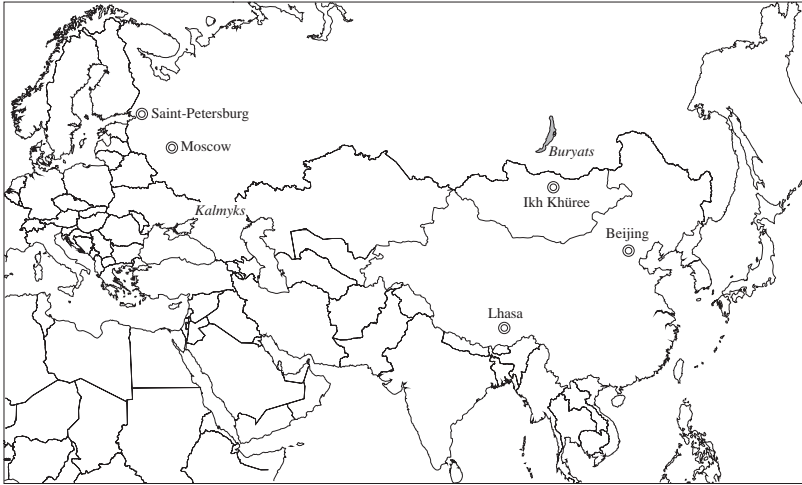 Saint-Petersburg
Moscow
Buryats
Ikh Khüree
Kalmyks
Beijing
Lhasa